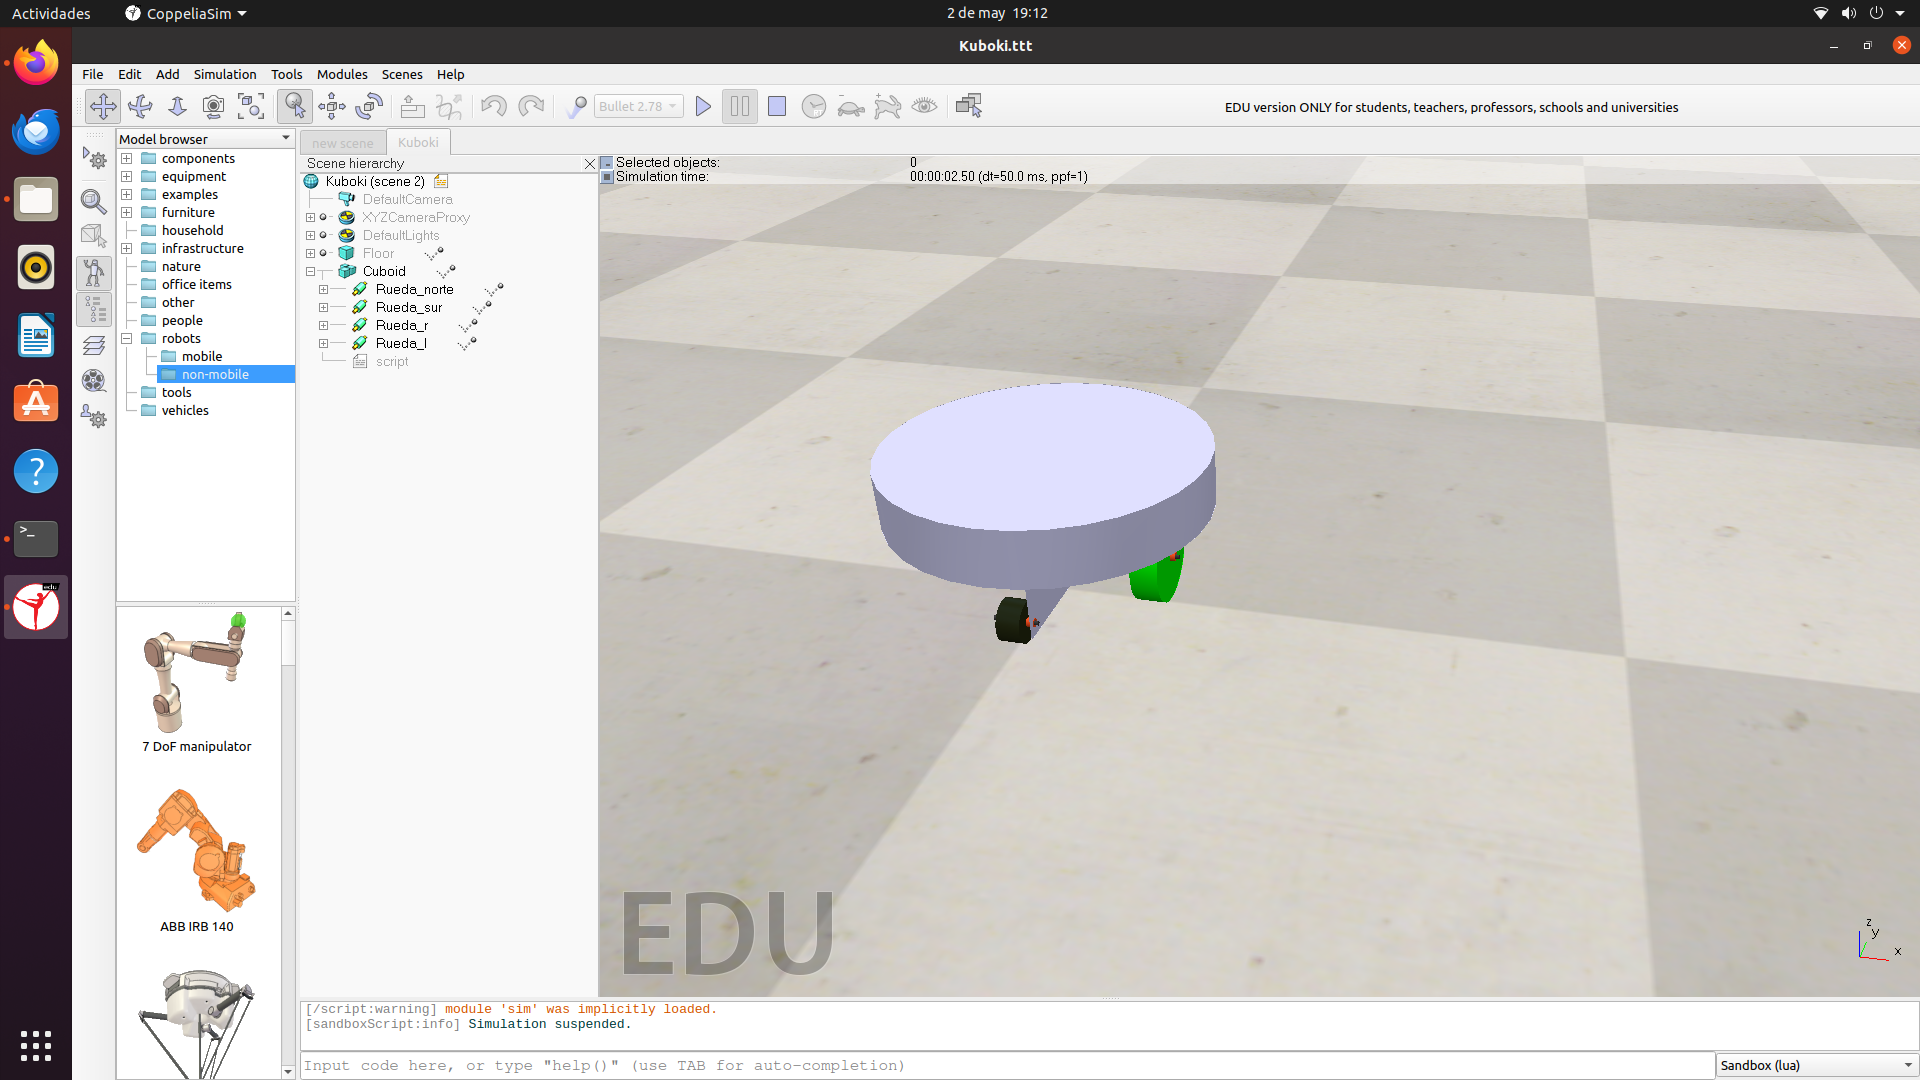 Actividades
CoppeliaSim
2 de may 19:12
Kuboki.ttt
File Edit Add Simulation Tools Modules Scenes Help
Bullet 2.78
EDU version ONLY for students, teachers, professors, schools and universities
Model browser
components
equipment
examples
furniture
household
infrastructure
nature
office items
other
people
robots
mobile
non-mobile
tools
vehicles
7 DoF manipulator
ABB IRB 140
new scene
Kuboki
Scene hierarchy
Kuboki (scene 2)
DefaultCamera
XYZCameraProxy
DefaultLights
Floor
Cuboid
Rueda_norte
Rueda_sur
Rueda_r
Rueda_l
script
Selected objects: 0
Simulation time: 00:00:02.50 (dt=50.0 ms, ppf=1)
EDU
z
y
x
[/script:warning] module 'sim' was implicitly loaded.
[sandboxScript:info] Simulation suspended.
Input code here, or type "help()" (use TAB for auto-completion)
Sandbox (lua)